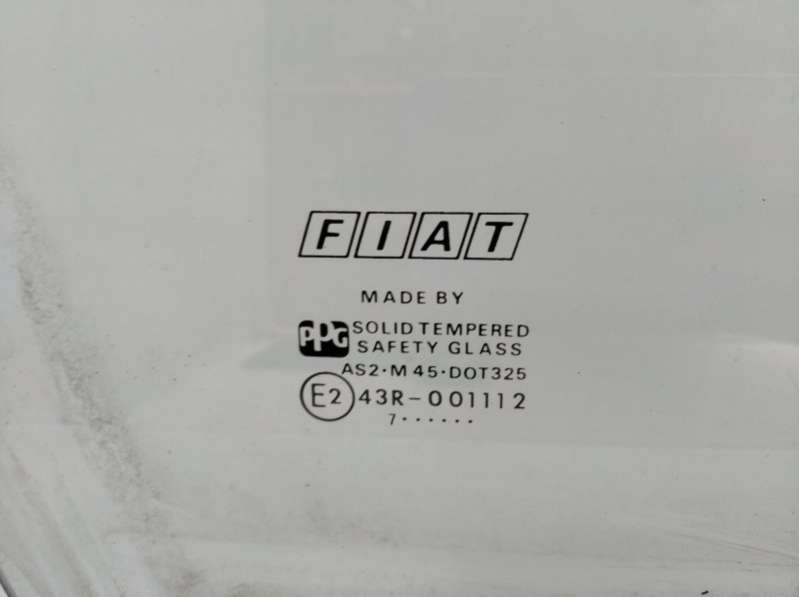 FIAT
MADE BY
PPG SOLID TEMPERED
SAFETY GLASS
AS2·M45·DOT325
E2 43R-001112
7······